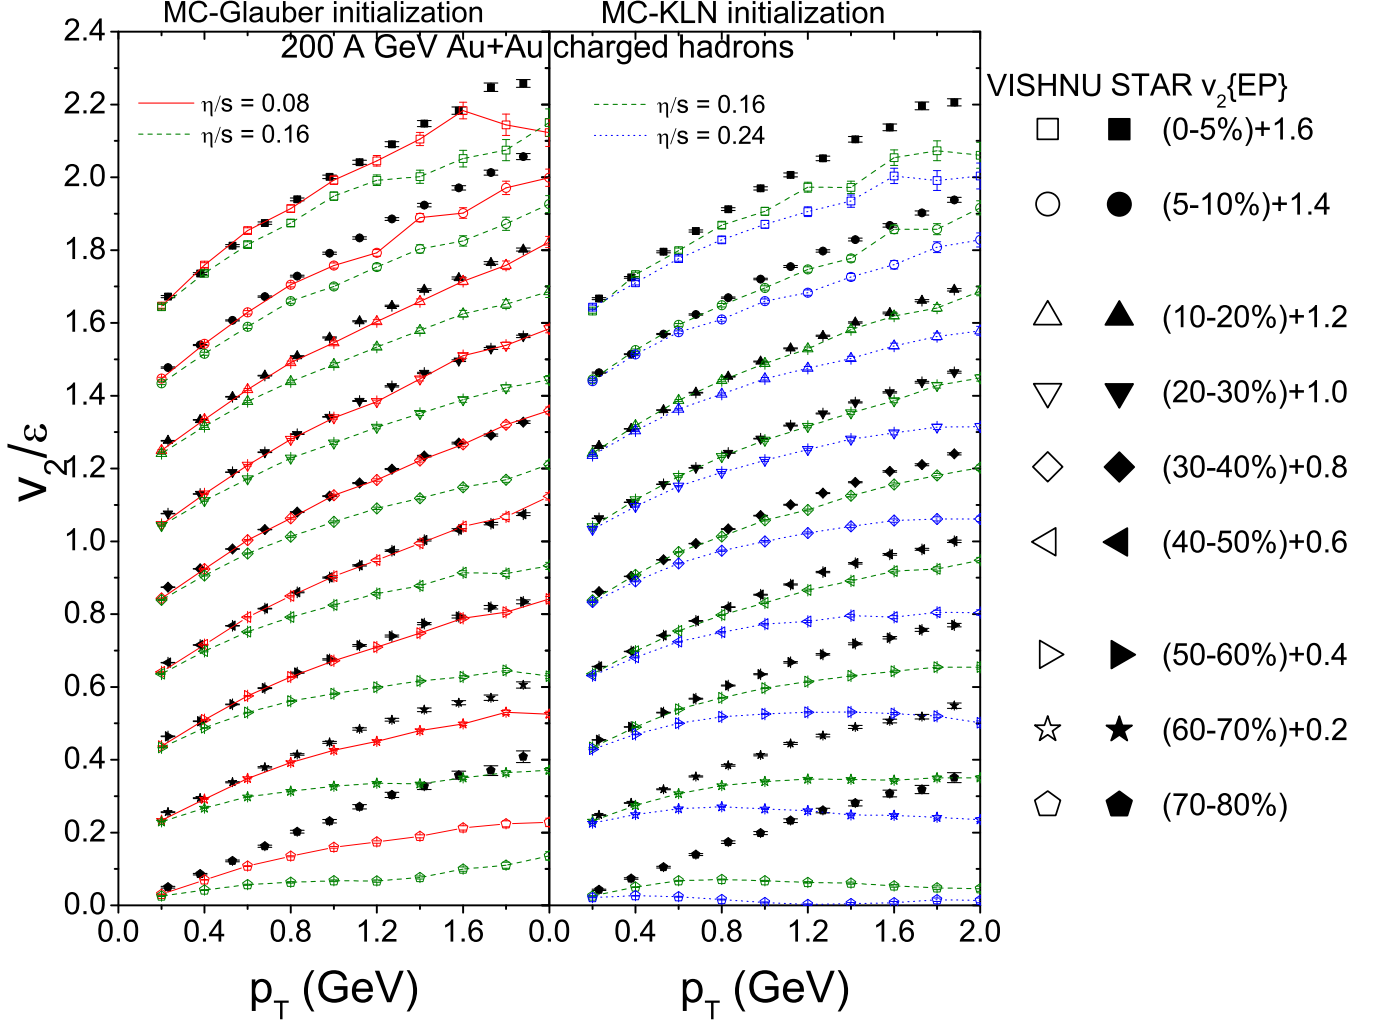 MC-Glauber initialization MC-KLN initialization
200 A GeV Au+Au charged hadrons
η/s = 0.08
η/s = 0.16
η/s = 0.16
η/s = 0.24
VISHNU STAR v₂{EP}
(0-5%)+1.6
(5-10%)+1.4
(10-20%)+1.2
(20-30%)+1.0
(30-40%)+0.8
(40-50%)+0.6
(50-60%)+0.4
(60-70%)+0.2
(70-80%)
v₂/ε
2.4
2.2
2.0
1.8
1.6
1.4
1.2
1.0
0.8
0.6
0.4
0.2
0.0
0.0 0.4 0.8 1.2 1.6 0.0 0.4 0.8 1.2 1.6 2.0
p_T (GeV) p_T (GeV)